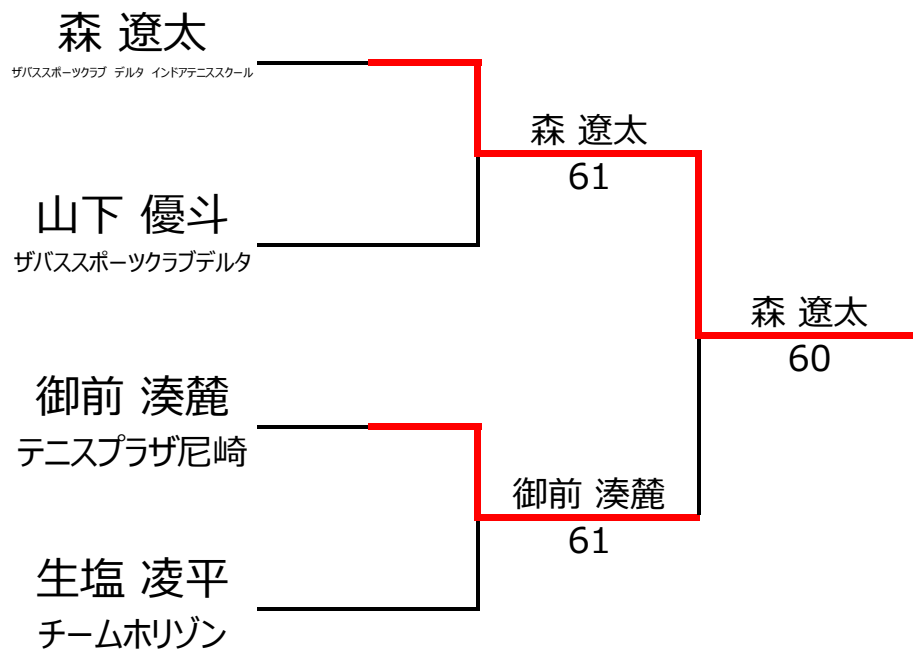 森 遼太
ザバススポーツクラブ デルタ インドアテニススクール
森 遼太
61
山下 優斗
ザバススポーツクラブデルタ
森 遼太
60
御前 湊麓
テニスプラザ尼崎
御前 湊麓
61
生塩 凌平
チームホリゾン